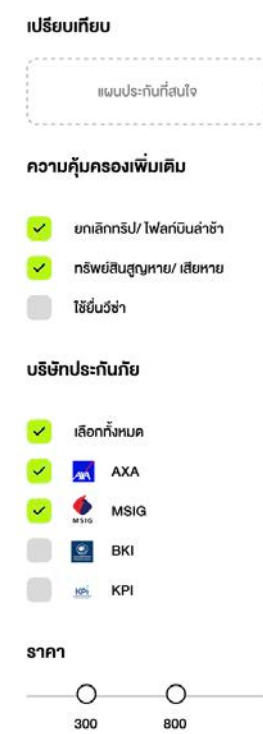 เปรียบเทียบ
แผนประกันที่สนใจ
ความคุ้มครองเพิ่มเติม
ยกเลิกทริป/ ไฟลท์บินล่าช้า
ทรัพย์สินสูญหาย/ เสียหาย
ใช้ยื่นวีซ่า
บริษัทประกันภัย
เลือกทั้งหมด
AXA AXA
MSIG MSIG
BKI
KPI KPI
ราคา
300 800